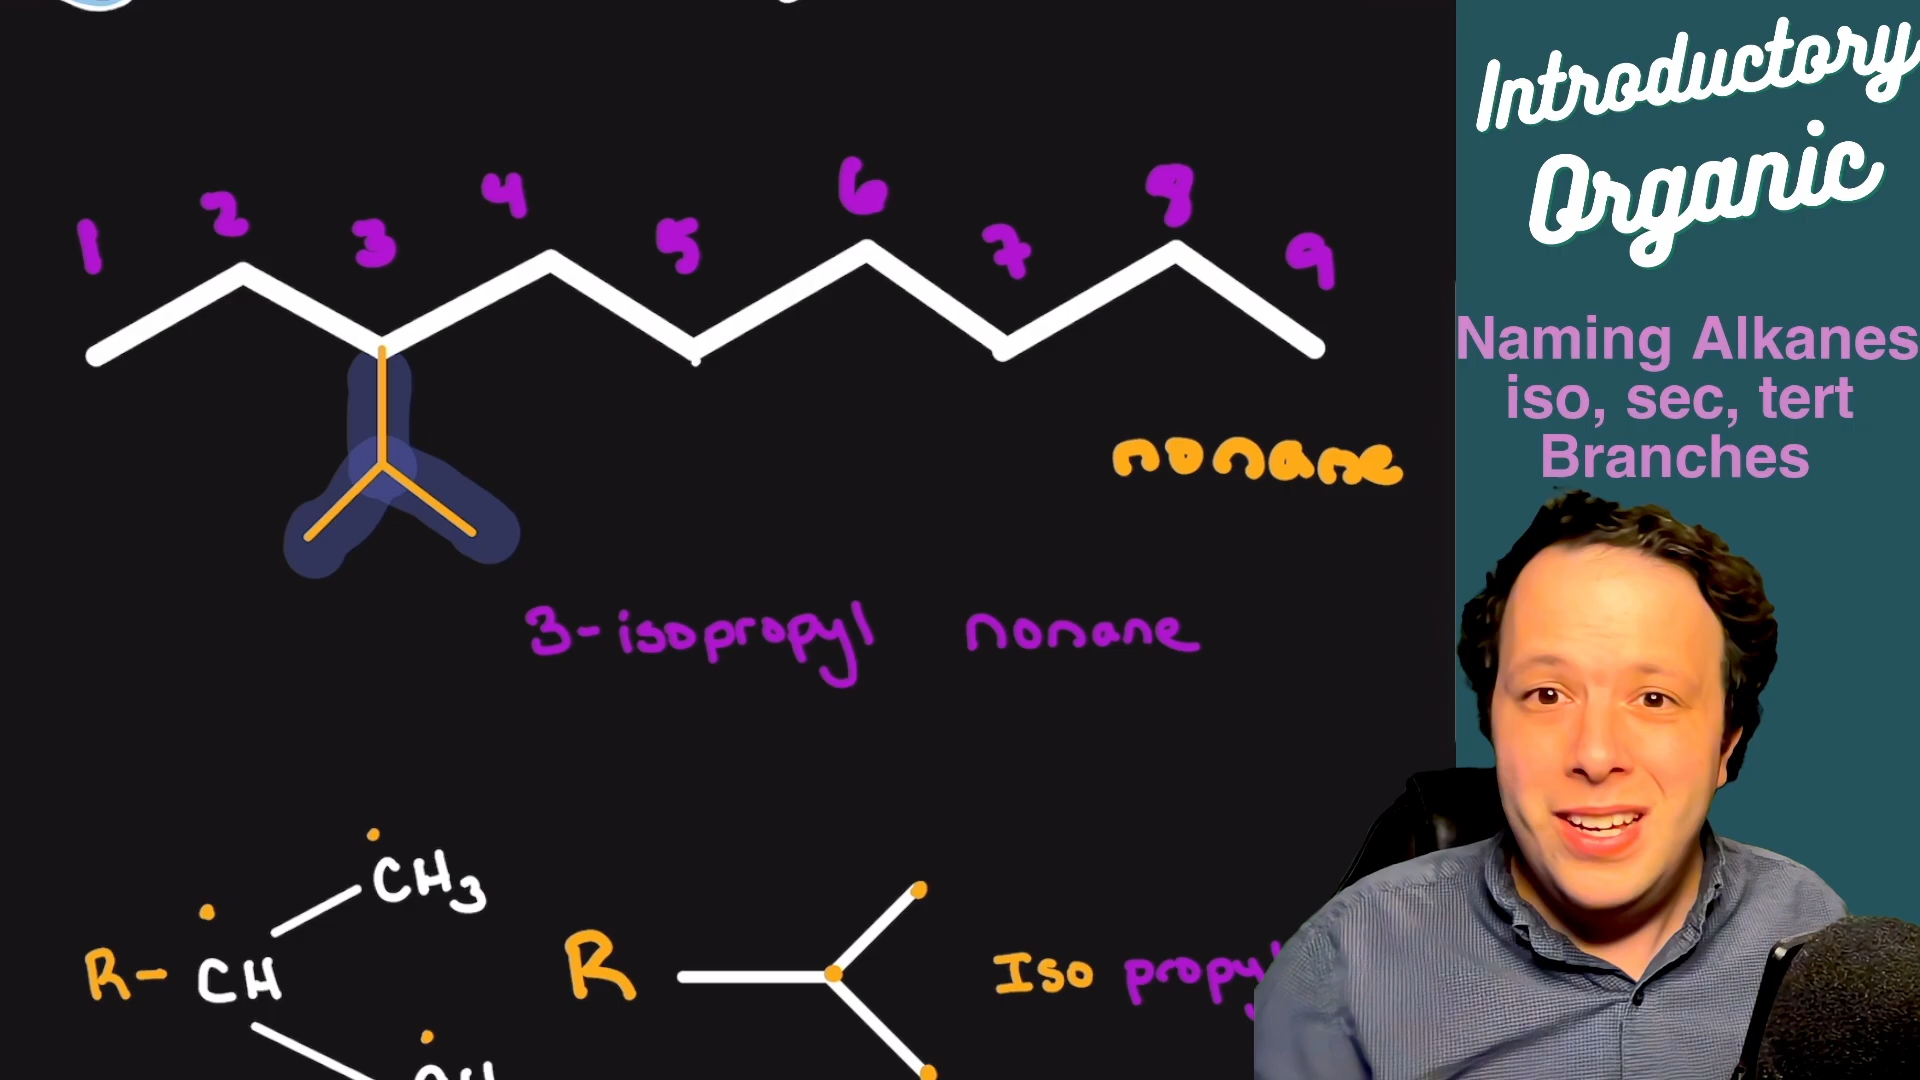 Introductory
Organic
Naming Alkanes
iso, sec, tert
Branches
1 2 3 4 5 6 7 8 9
nonane
3-isopropyl nonane
CH3
R- CH
R
Iso propyl